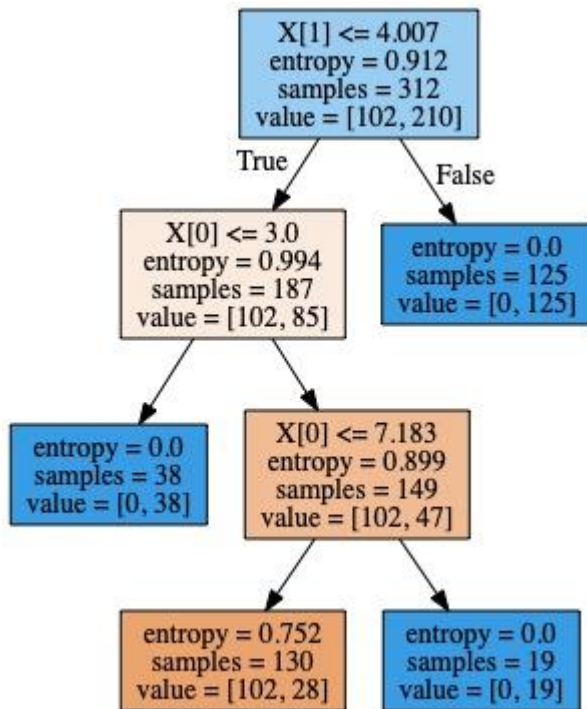 X[1] <= 4.007
entropy = 0.912
samples = 312
value = [102, 210]
True
False
X[0] <= 3.0
entropy = 0.994
samples = 187
value = [102, 85]
entropy = 0.0
samples = 125
value = [0, 125]
entropy = 0.0
samples = 38
value = [0, 38]
X[0] <= 7.183
entropy = 0.899
samples = 149
value = [102, 47]
entropy = 0.752
samples = 130
value = [102, 28]
entropy = 0.0
samples = 19
value = [0, 19]